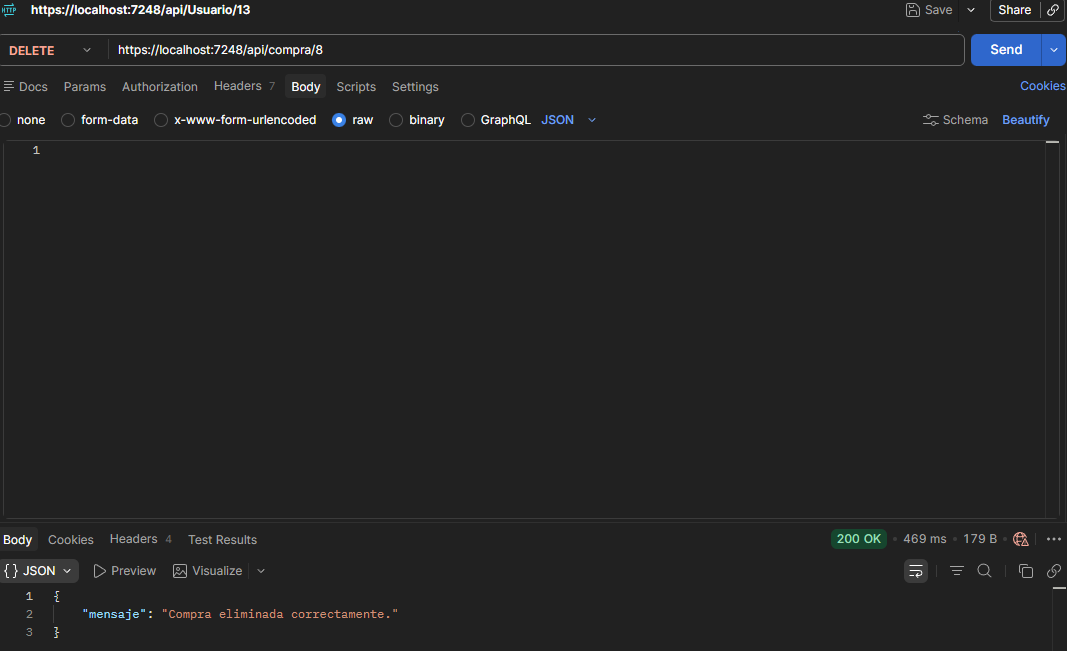 HTTP https://localhost:7248/api/Usuario/13 Save Share
DELETE https://localhost:7248/api/compra/8 Send
Docs Params Authorization Headers 7 Body Scripts Settings Cookies
none form-data x-www-form-urlencoded raw binary GraphQL JSON Schema Beautify
1
Body Cookies Headers 4 Test Results 200 OK • 469 ms • 179 B •
{} JSON Preview Visualize
1 {
2 "mensaje": "Compra eliminada correctamente."
3 }